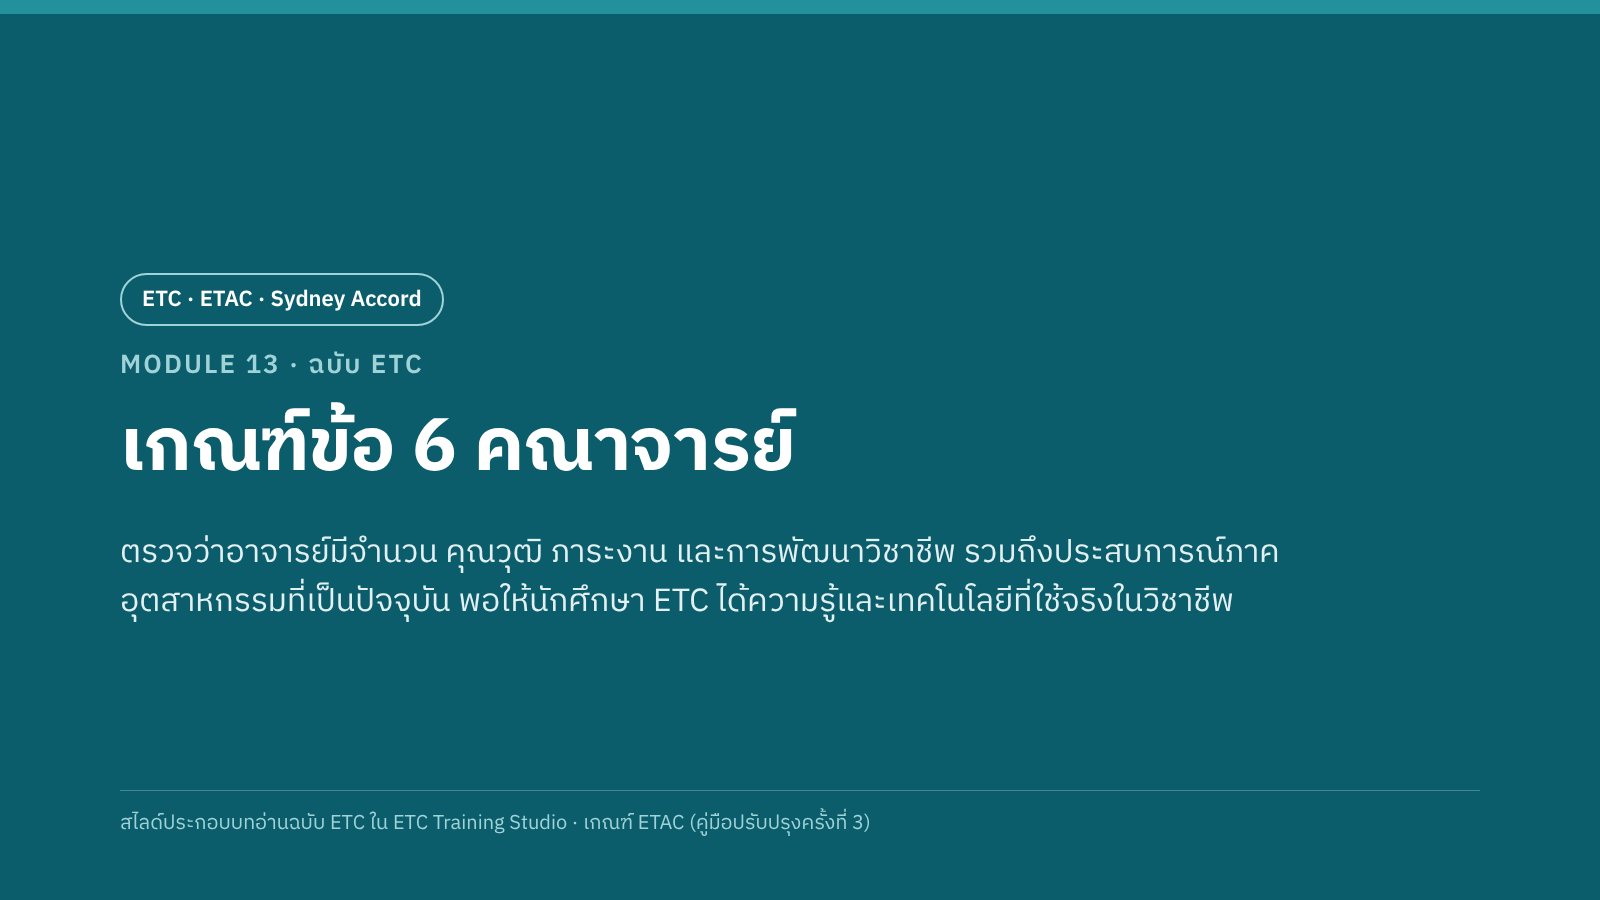 ETC · ETAC · Sydney Accord
MODULE 13 · ฉบับ ETC
เกณฑ์ข้อ 6 คณาจารย์
ตรวจว่าอาจารย์มีจำนวน คุณวุฒิ ภาระงาน และการพัฒนาวิชาชีพ รวมถึงประสบการณ์ภาค
อุตสาหกรรมที่เป็นปัจจุบัน พอให้นักศึกษา ETC ได้ความรู้และเทคโนโลยีที่ใช้จริงในวิชาชีพ
สไลด์ประกอบบทอ่านฉบับ ETC ใน ETC Training Studio · เกณฑ์ ETAC (คู่มือปรับปรุงครั้งที่ 3)